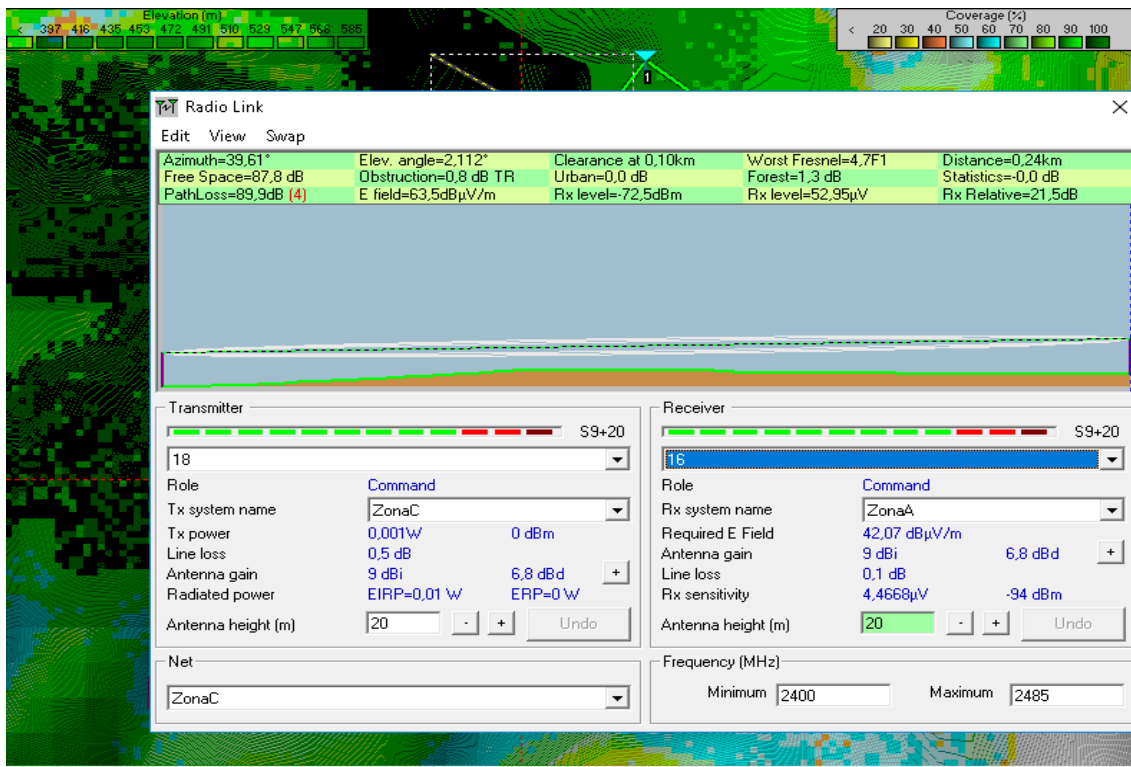 Elevation (m)
< 397 416 435 453 472 491 510 529 547 566 585
Coverage (%)
< 20 30 40 50 60 70 80 90 100
1
Radio Link
Edit View Swap
Azimuth=39,61° Elev. angle=2,112° Clearance at 0,10km Worst Fresnel=4,7F1 Distance=0,24km
Free Space=87,8 dB Obstruction=0,8 dB TR Urban=0,0 dB Forest=1,3 dB Statistics=-0,0 dB
PathLoss=89,9dB (4) E field=63,5dBμV/m Rx level=-72,5dBm Rx level=52,95μV Rx Relative=21,5dB
Transmitter
S9+20
18
Role Command
Tx system name ZonaC
Tx power 0,001W 0 dBm
Line loss 0,5 dB
Antenna gain 9 dBi 6,8 dBd +
Radiated power EIRP=0,01 W ERP=0 W
Antenna height (m) 20 - + Undo
Net
ZonaC
Receiver
S9+20
16
Role Command
Rx system name ZonaA
Required E Field 42,07 dBμV/m
Antenna gain 9 dBi 6,8 dBd +
Line loss 0,1 dB
Rx sensitivity 4,4668μV -94 dBm
Antenna height (m) 20 - + Undo
Frequency (MHz)
Minimum 2400 Maximum 2485